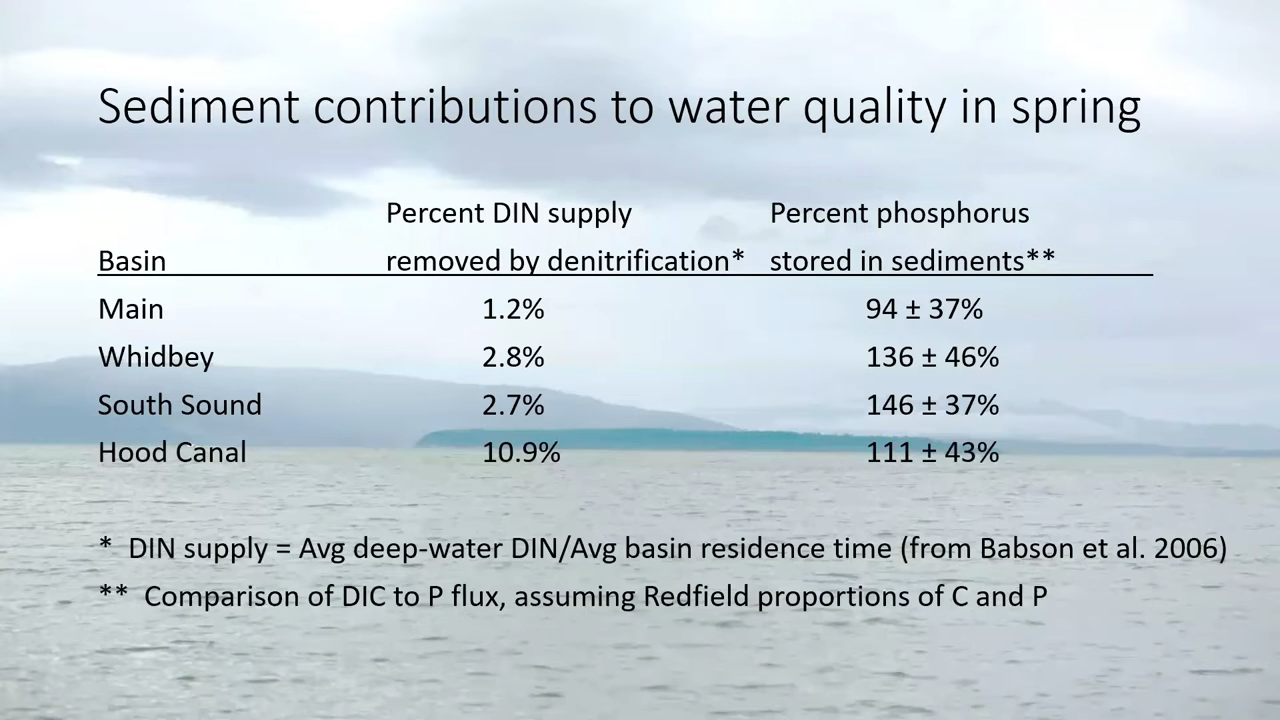 Sediment contributions to water quality in spring
Percent DIN supply Percent phosphorus
Basin removed by denitrification* stored in sediments**
Main 1.2% 94 ± 37%
Whidbey 2.8% 136 ± 46%
South Sound 2.7% 146 ± 37%
Hood Canal 10.9% 111 ± 43%
* DIN supply = Avg deep-water DIN/Avg basin residence time (from Babson et al. 2006)
** Comparison of DIC to P flux, assuming Redfield proportions of C and P